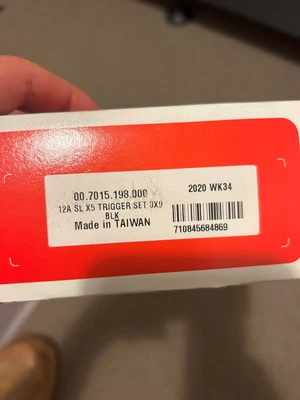 00.7015.198.000
12A SL X5 TRIGGER SET 3X9
BLK
Made in TAIWAN
2020 WK34
710845684869